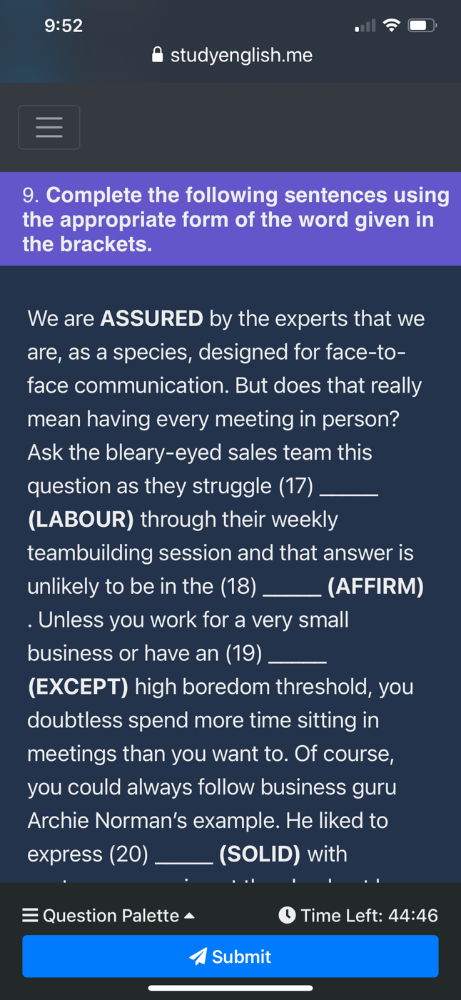 9:52
studyenglish.me
9. Complete the following sentences using
the appropriate form of the word given in
the brackets.
We are ASSURED by the experts that we
are, as a species, designed for face-to-
face communication. But does that really
mean having every meeting in person?
Ask the bleary-eyed sales team this
question as they struggle (17) ______
(LABOUR) through their weekly
teambuilding session and that answer is
unlikely to be in the (18) ______ (AFFIRM)
. Unless you work for a very small
business or have an (19) ______
(EXCEPT) high boredom threshold, you
doubtless spend more time sitting in
meetings than you want to. Of course,
you could always follow business guru
Archie Norman’s example. He liked to
express (20) ______ (SOLID) with
Question Palette
Time Left: 44:46
Submit